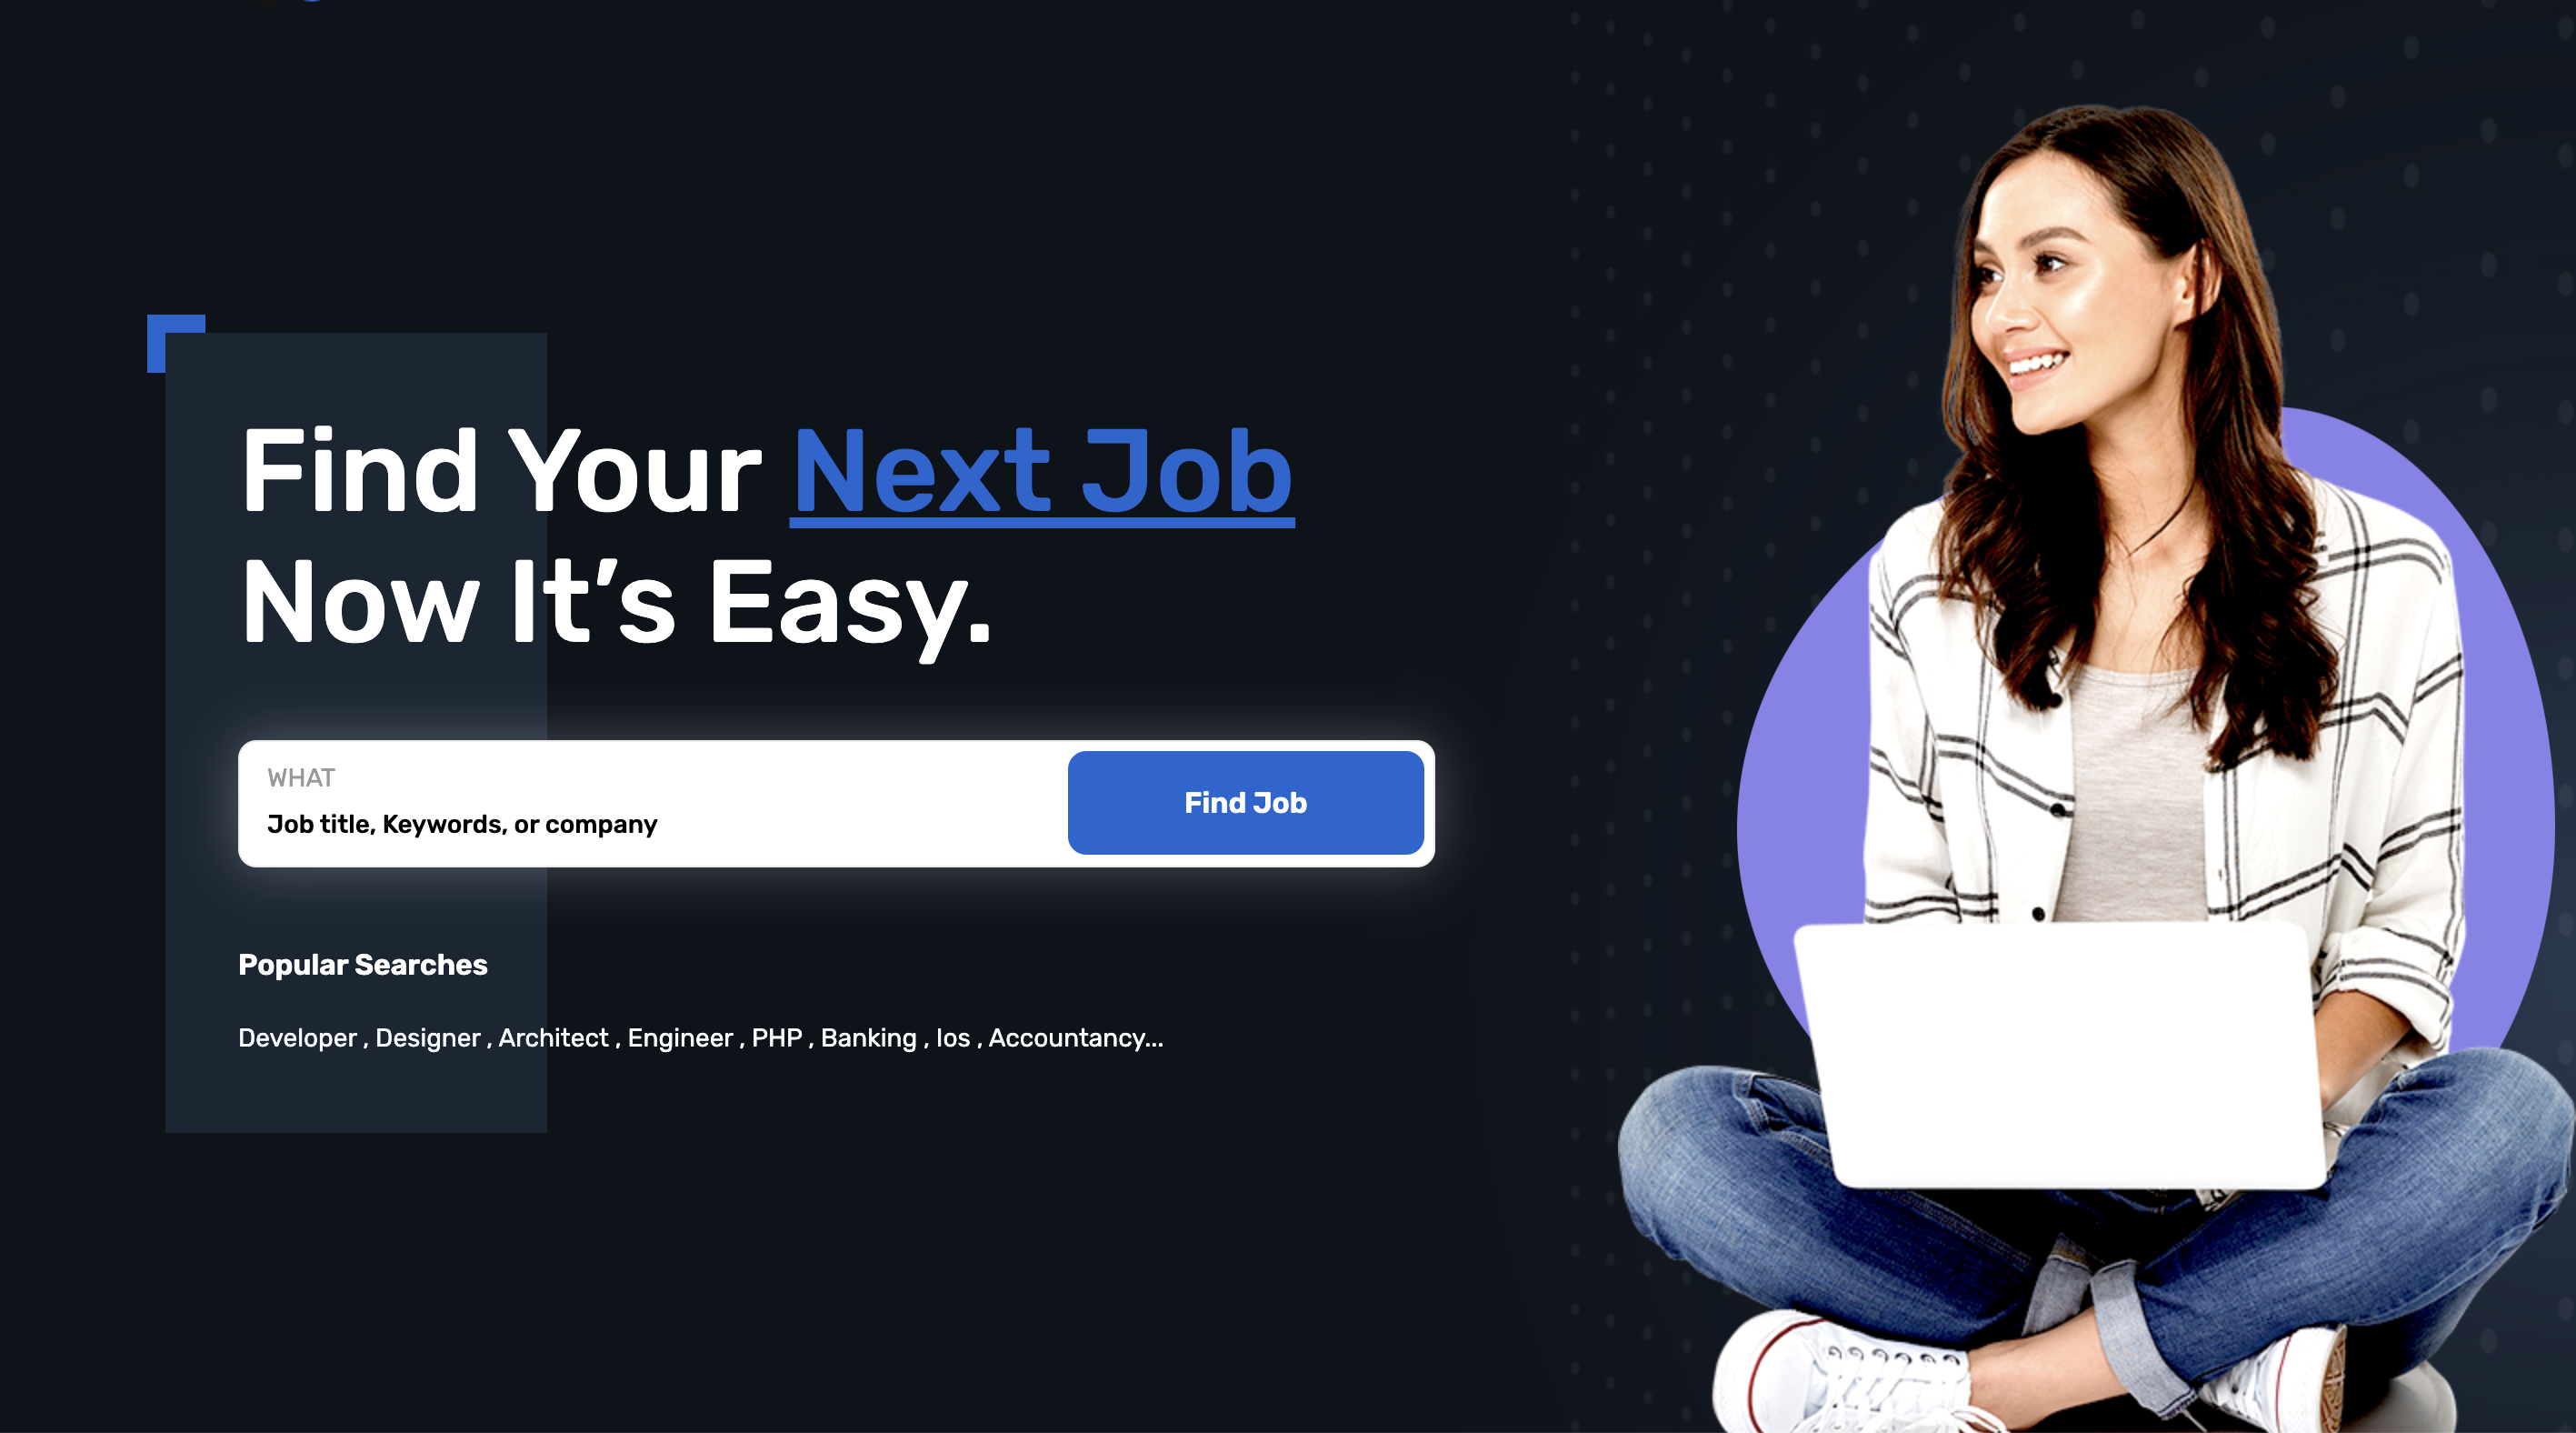 Find Your Next Job
Now It’s Easy.
WHAT
Job title, Keywords, or company
Find Job
Popular Searches
Developer , Designer , Architect , Engineer , PHP , Banking , Ios , Accountancy...